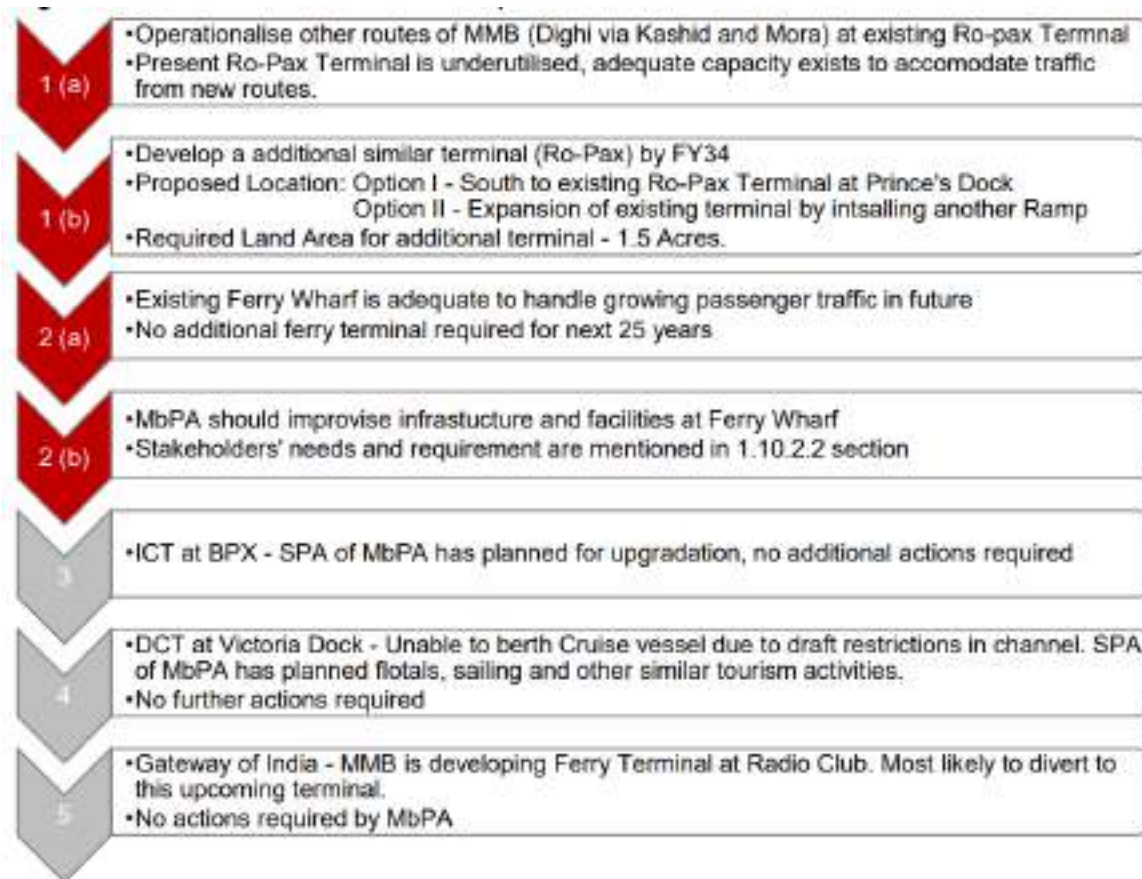 1 (a)
•Operationalise other routes of MMB (Dighi via Kashid and Mora) at existing Ro-pax Termnal
•Present Ro-Pax Terminal is underutilised, adequate capacity exists to accomodate traffic
from new routes.
1 (b)
•Develop a additional similar terminal (Ro-Pax) by FY34
•Proposed Location: Option I - South to existing Ro-Pax Terminal at Prince's Dock
Option II - Expansion of existing terminal by intsalling another Ramp
•Required Land Area for additional terminal - 1.5 Acres.
2 (a)
•Existing Ferry Wharf is adequate to handle growing passenger traffic in future
•No additional ferry terminal required for next 25 years
2 (b)
•MbPA should improvise infrastucture and facilities at Ferry Wharf
•Stakeholders' needs and requirement are mentioned in 1.10.2.2 section
3
•ICT at BPX - SPA of MbPA has planned for upgradation, no additional actions required
4
•DCT at Victoria Dock - Unable to berth Cruise vessel due to draft restrictions in channel. SPA
of MbPA has planned flotals, sailing and other similar tourism activities.
•No further actions required
5
•Gateway of India - MMB is developing Ferry Terminal at Radio Club. Most likely to divert to
this upcoming terminal.
•No actions required by MbPA